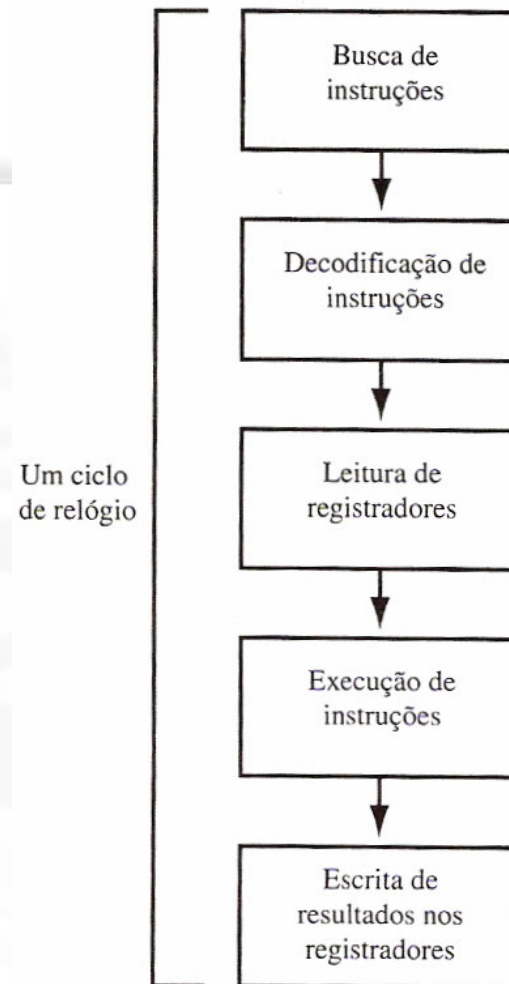 Busca de
instruções
Decodificação de
instruções
Um ciclo
de relógio
Leitura de
registradores
Execução de
instruções
Escrita de
resultados nos
registradores